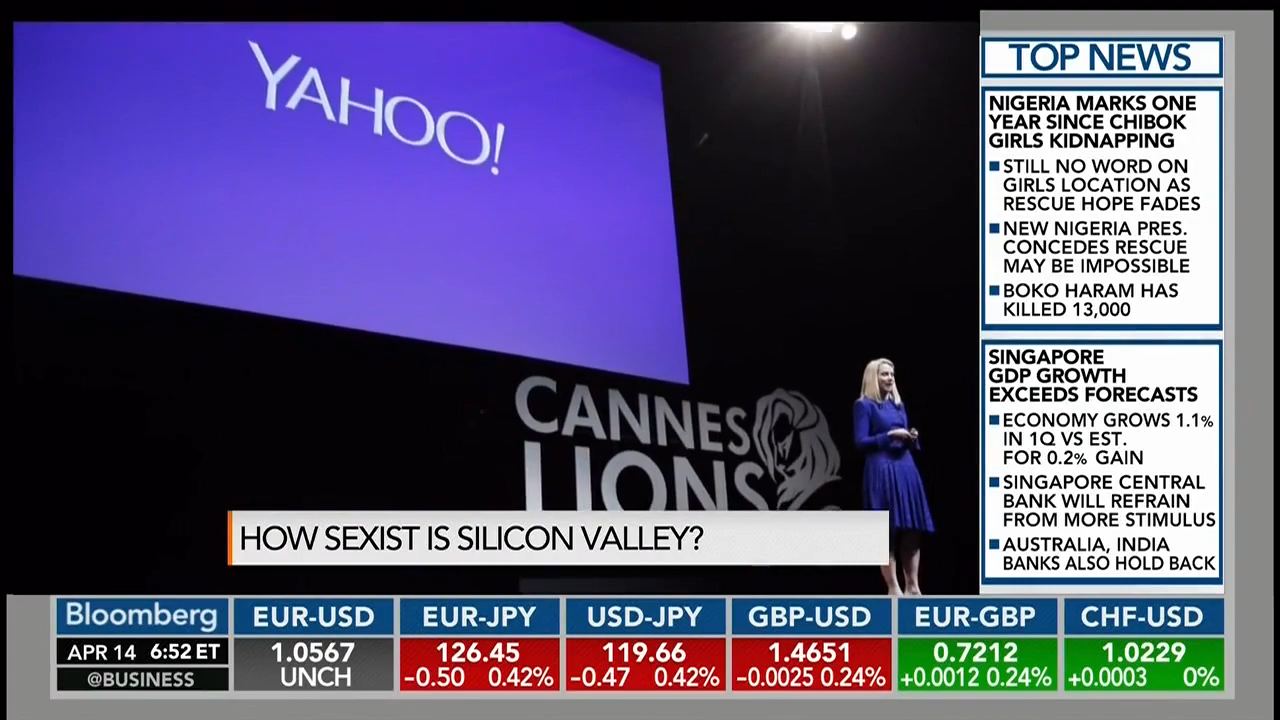 YAHOO!
CANNES
LIONS
HOW SEXIST IS SILICON VALLEY?
TOP NEWS
NIGERIA MARKS ONE
YEAR SINCE CHIBOK
GIRLS KIDNAPPING
STILL NO WORD ON
GIRLS LOCATION AS
RESCUE HOPE FADES
NEW NIGERIA PRES.
CONCEDES RESCUE
MAY BE IMPOSSIBLE
BOKO HARAM HAS
KILLED 13,000
SINGAPORE
GDP GROWTH
EXCEEDS FORECASTS
ECONOMY GROWS 1.1%
IN 1Q VS EST.
FOR 0.2% GAIN
SINGAPORE CENTRAL
BANK WILL REFRAIN
FROM MORE STIMULUS
AUSTRALIA, INDIA
BANKS ALSO HOLD BACK
Bloomberg
APR 14 6:52 ET
@BUSINESS
EUR-USD
1.0567
UNCH
EUR-JPY
126.45
-0.50 0.42%
USD-JPY
119.66
-0.47 0.42%
GBP-USD
1.4651
-0.0025 0.24%
EUR-GBP
0.7212
+0.0012 0.24%
CHF-USD
1.0229
+0.0003 0%